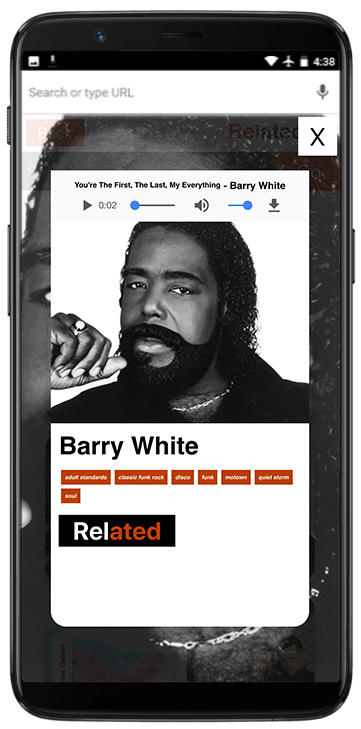 4:38
Search or type URL
Back
Related
X
You're The First, The Last, My Everything - Barry White
0:02
Barry White
adult standards classic funk rock disco funk motown quiet storm
soul
Related